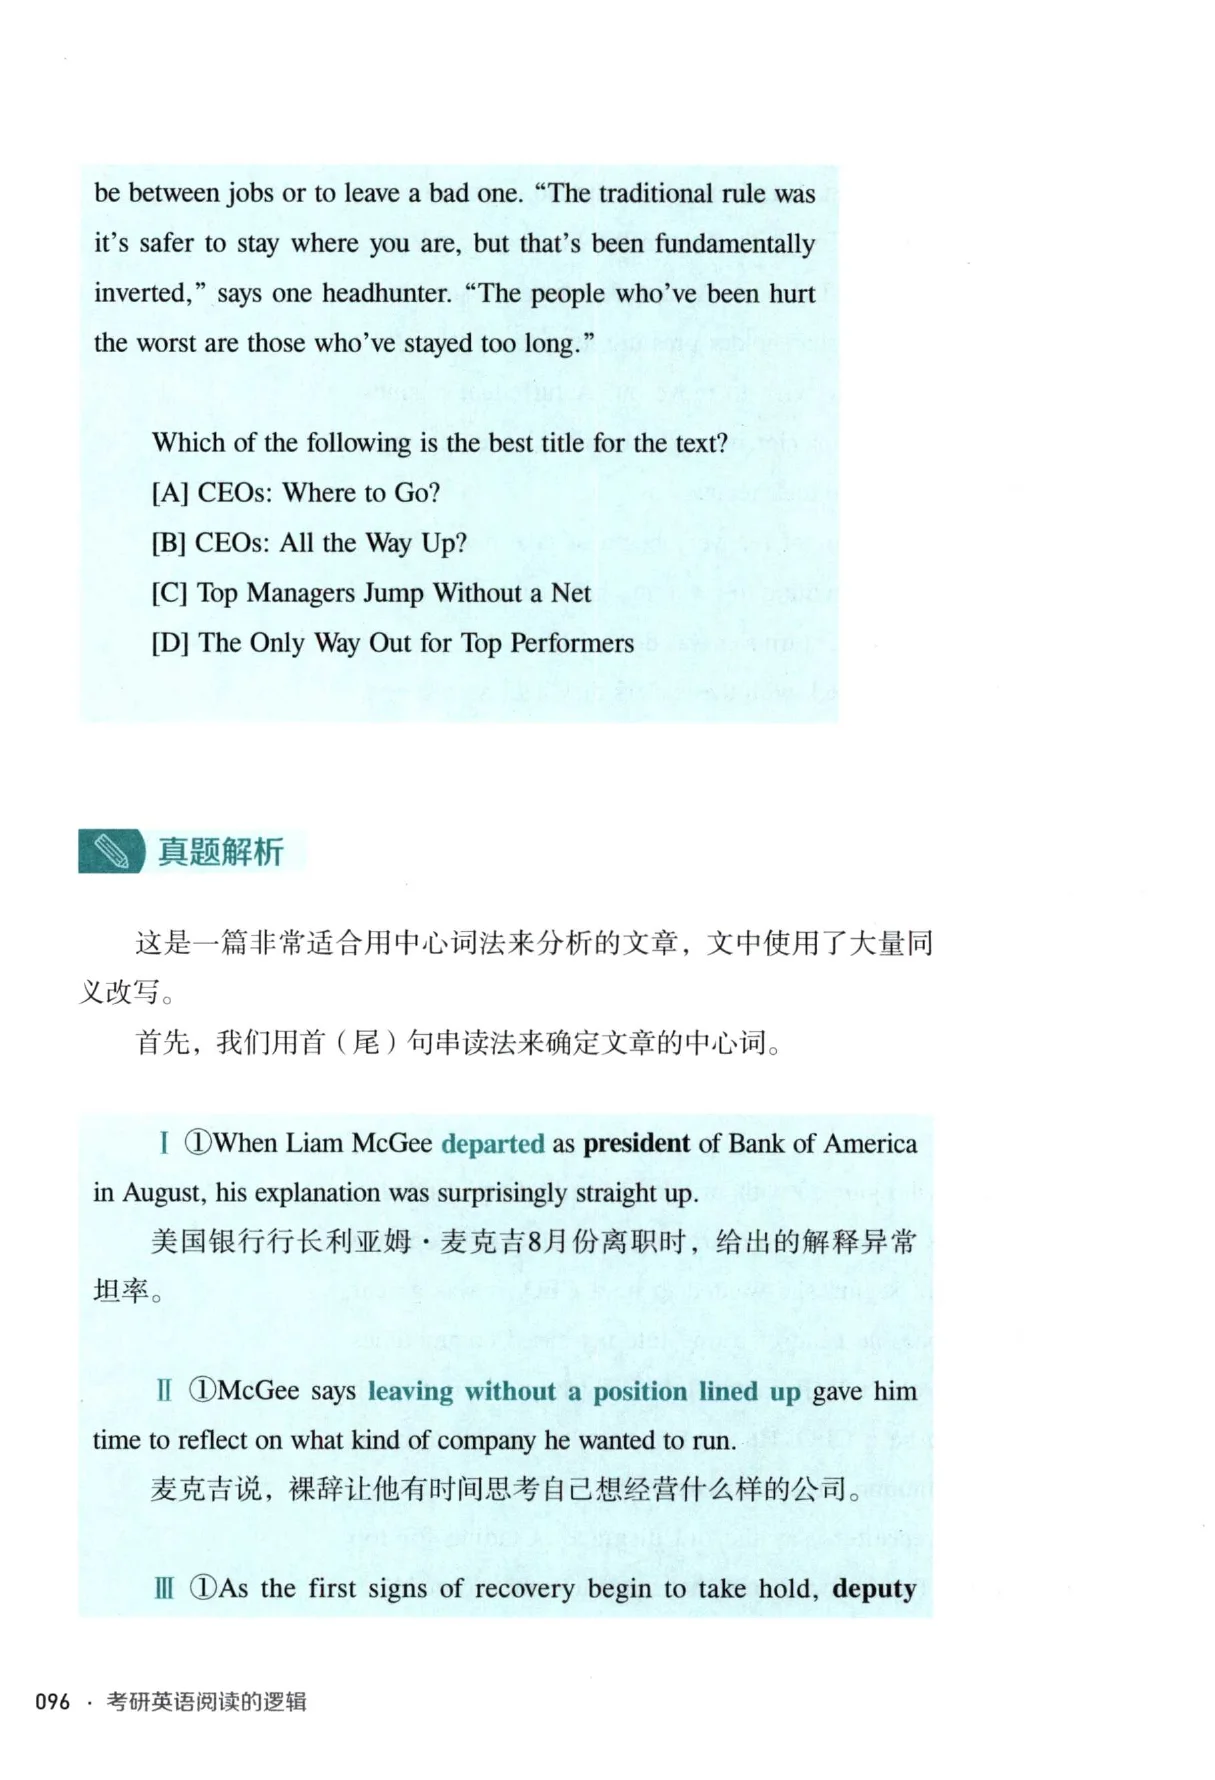 be between jobs or to leave a bad one. “The traditional rule was
it’s safer to stay where you are, but that’s been fundamentally
inverted,” says one headhunter. “The people who’ve been hurt
the worst are those who’ve stayed too long.”
Which of the following is the best title for the text?
[A] CEOs: Where to Go?
[B] CEOs: All the Way Up?
[C] Top Managers Jump Without a Net
[D] The Only Way Out for Top Performers
真题解析
这是一篇非常适合用中心词法来分析的文章，文中使用了大量同
义改写。
首先，我们用首（尾）句串读法来确定文章的中心词。
Ⅰ ①When Liam McGee departed as president of Bank of America
in August, his explanation was surprisingly straight up.
美国银行行长利亚姆·麦克吉8月份离职时，给出的解释异常
坦率。
Ⅱ ①McGee says leaving without a position lined up gave him
time to reflect on what kind of company he wanted to run.
麦克吉说，裸辞让他有时间思考自己想经营什么样的公司。
Ⅲ ①As the first signs of recovery begin to take hold, deputy
096 · 考研英语阅读的逻辑